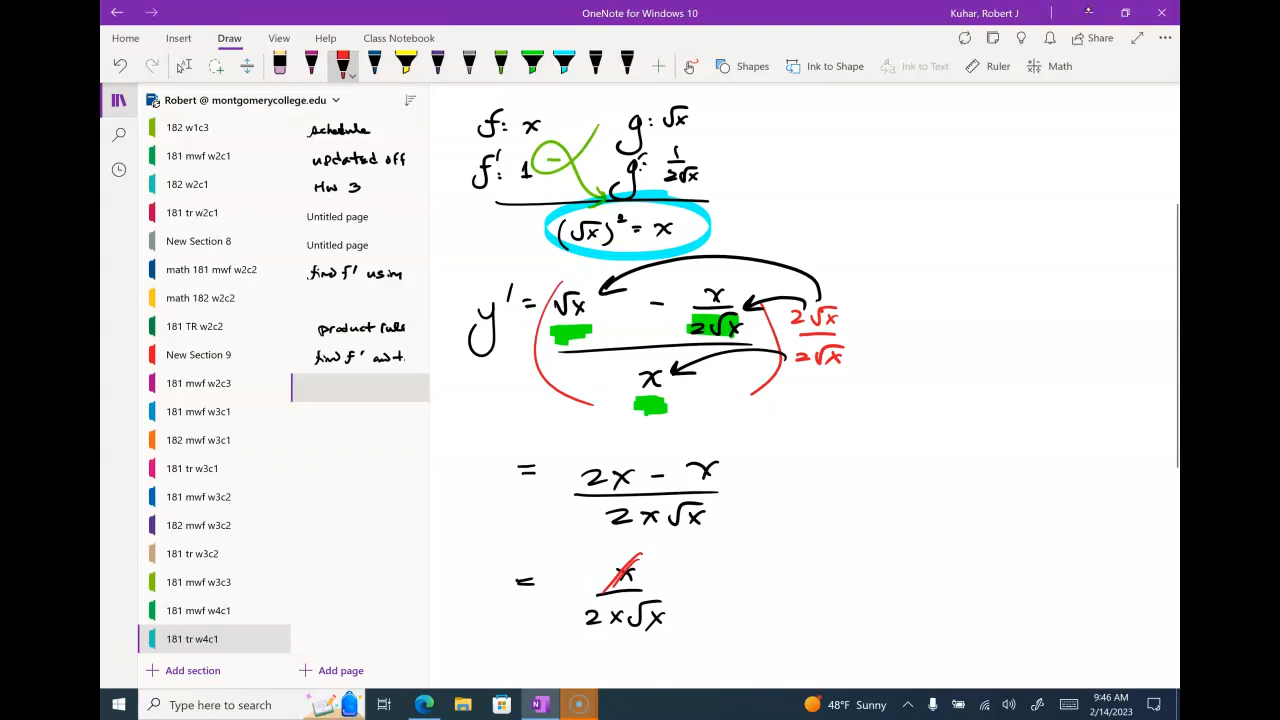 OneNote for Windows 10
Kuhar, Robert J
Home Insert Draw View Help Class Notebook
Share
Shapes Ink to Shape Ink to Text Ruler Math
Robert @ montgomerycollege.edu
182 w1c3
schedule
181 mwf w2c1
updated off
182 w2c1
HW 3
181 tr w2c1
Untitled page
New Section 8
Untitled page
math 181 mwf w2c2
find f' using
math 182 w2c2
181 TR w2c2
product rule
New Section 9
find f' and t
181 mwf w2c3
181 mwf w3c1
182 mwf w3c1
181 tr w3c1
181 mwf w3c2
182 mwf w3c2
181 tr w3c2
181 mwf w3c3
181 mwf w4c1
181 tr w4c1
Add section Add page
f: x g: √x
f': 1 − g': 1/2√x
(√x)² = x
y' = ( (√x − x/2√x) / x ) 2√x/2√x
= (2x − x) / 2x√x
= x / 2x√x
Type here to search
48°F Sunny
9:46 AM
2/14/2023